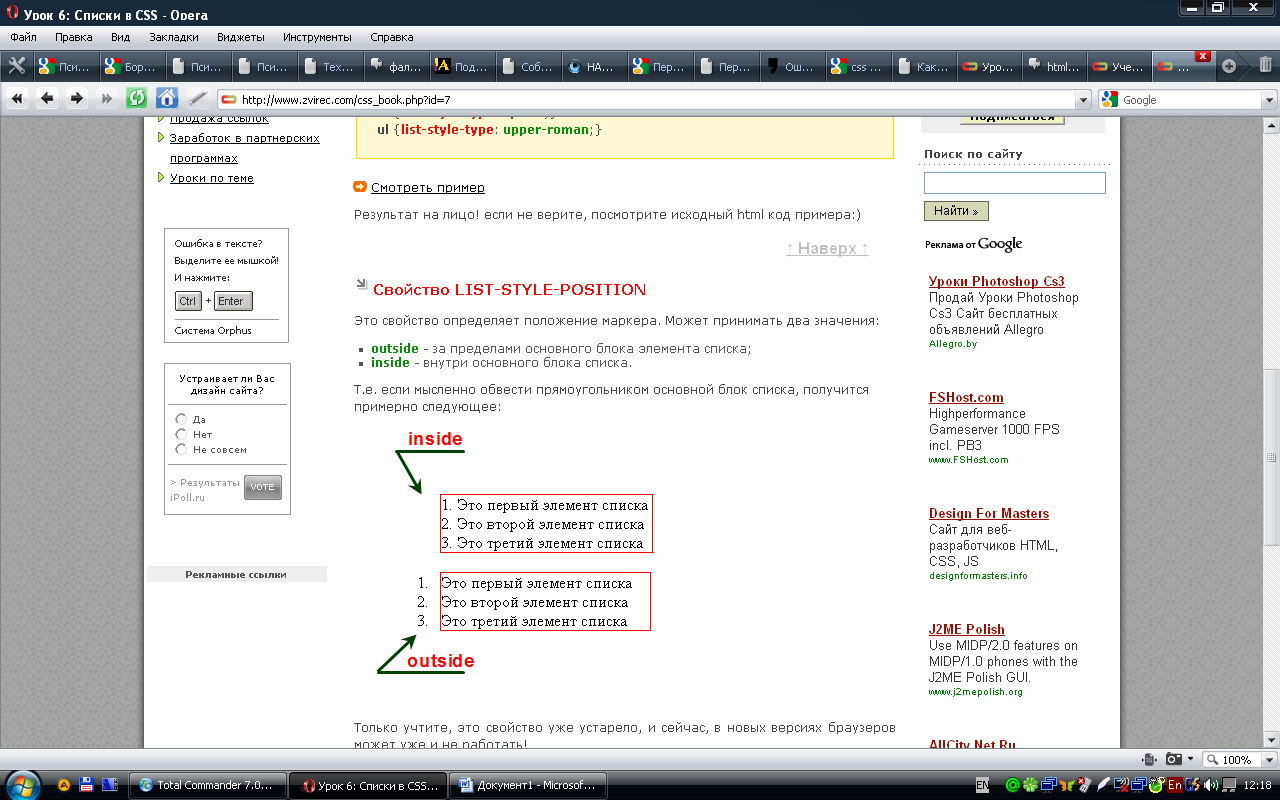 Урок 6: Списки в CSS - Opera
Файл Правка Вид Закладки Виджеты Инструменты Справка
Пси... Бор... Пси... Пси... Тех... фал... Под... Соб... НА... Пер... Пер... Ош... css ... Как... Уро... html... Уче... ...
http://www.zvirec.com/css_book.php?id=7
Google
Продажа ссылок
Заработок в партнерских
программах
Уроки по теме
Ошибка в тексте?
Выделите ее мышкой!
И нажмите:
Ctrl + Enter
Система Orphus
Устраивает ли Вас
дизайн сайта?
Да
Нет
Не совсем
> Результаты
iPoll.ru
VOTE
Рекламные ссылки
ul {list-style-type: upper-roman;}
Смотреть пример
Результат на лицо! если не верите, посмотрите исходный html код примера:)
↑ Наверх ↑
Свойство LIST-STYLE-POSITION
Это свойство определяет положение маркера. Может принимать два значения:
outside - за пределами основного блока элемента списка;
inside - внутри основного блока списка.
Т.е. если мысленно обвести прямоугольником основной блок списка, получится
примерно следующее:
inside
1. Это первый элемент списка
2. Это второй элемент списка
3. Это третий элемент списка
1. Это первый элемент списка
2. Это второй элемент списка
3. Это третий элемент списка
outside
Только учтите, это свойство уже устарело, и сейчас, в новых версиях браузеров
может уже и не работать!
Подписаться
Поиск по сайту
Найти »
Реклама от Google
Уроки Photoshop Cs3
Продай Уроки Photoshop
Cs3 Сайт бесплатных
объявлений Allegro
Allegro.by
FSHost.com
Highperformance
Gameserver 1000 FPS
incl. PB3
www.FSHost.com
Design For Masters
Сайт для веб-
разработчиков HTML,
CSS, JS
designformasters.info
J2ME Polish
Use MIDP/2.0 features on
MIDP/1.0 phones with the
J2ME Polish GUI.
www.j2mepolish.org
AllCity.Net.Ru
100%
Total Commander 7.0... Урок 6: Списки в CSS... Документ1 - Microsof... EN En 12:18